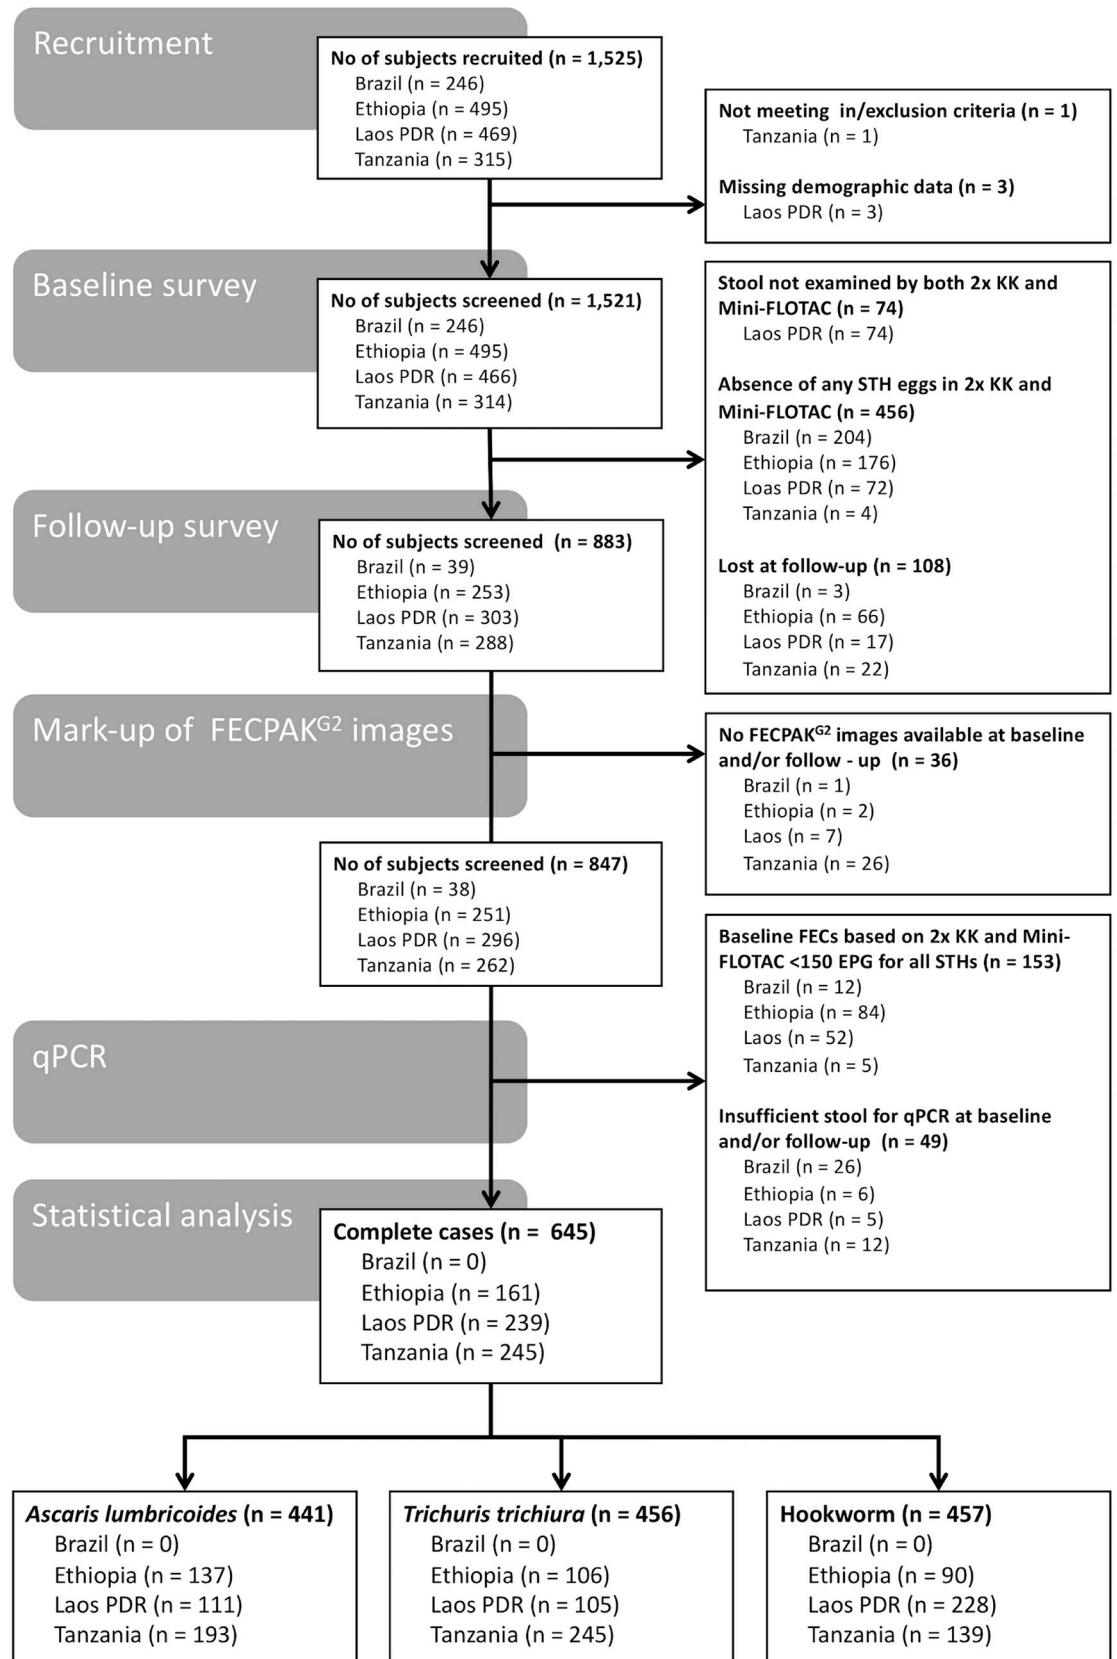 Recruitment
No of subjects recruited (n = 1,525)
Brazil (n = 246)
Ethiopia (n = 495)
Laos PDR (n = 469)
Tanzania (n = 315)
Not meeting in/exclusion criteria (n = 1)
Tanzania (n = 1)
Missing demographic data (n = 3)
Laos PDR (n = 3)
Baseline survey
No of subjects screened (n = 1,521)
Brazil (n = 246)
Ethiopia (n = 495)
Laos PDR (n = 466)
Tanzania (n = 314)
Stool not examined by both 2x KK and
Mini-FLOTAC (n = 74)
Laos PDR (n = 74)
Absence of any STH eggs in 2x KK and
Mini-FLOTAC (n = 456)
Brazil (n = 204)
Ethiopia (n = 176)
Loas PDR (n = 72)
Tanzania (n = 4)
Lost at follow-up (n = 108)
Brazil (n = 3)
Ethiopia (n = 66)
Laos PDR (n = 17)
Tanzania (n = 22)
Follow-up survey
No of subjects screened (n = 883)
Brazil (n = 39)
Ethiopia (n = 253)
Laos PDR (n = 303)
Tanzania (n = 288)
Mark-up of FECPAKG2 images
No FECPAKG2 images available at baseline
and/or follow - up (n = 36)
Brazil (n = 1)
Ethiopia (n = 2)
Laos (n = 7)
Tanzania (n = 26)
No of subjects screened (n = 847)
Brazil (n = 38)
Ethiopia (n = 251)
Laos PDR (n = 296)
Tanzania (n = 262)
Baseline FECs based on 2x KK and Mini-
FLOTAC <150 EPG for all STHs (n = 153)
Brazil (n = 12)
Ethiopia (n = 84)
Laos (n = 52)
Tanzania (n = 5)
Insufficient stool for qPCR at baseline
and/or follow-up (n = 49)
Brazil (n = 26)
Ethiopia (n = 6)
Laos PDR (n = 5)
Tanzania (n = 12)
qPCR
Statistical analysis
Complete cases (n = 645)
Brazil (n = 0)
Ethiopia (n = 161)
Laos PDR (n = 239)
Tanzania (n = 245)
Ascaris lumbricoides (n = 441)
Brazil (n = 0)
Ethiopia (n = 137)
Laos PDR (n = 111)
Tanzania (n = 193)
Trichuris trichiura (n = 456)
Brazil (n = 0)
Ethiopia (n = 106)
Laos PDR (n = 105)
Tanzania (n = 245)
Hookworm (n = 457)
Brazil (n = 0)
Ethiopia (n = 90)
Laos PDR (n = 228)
Tanzania (n = 139)